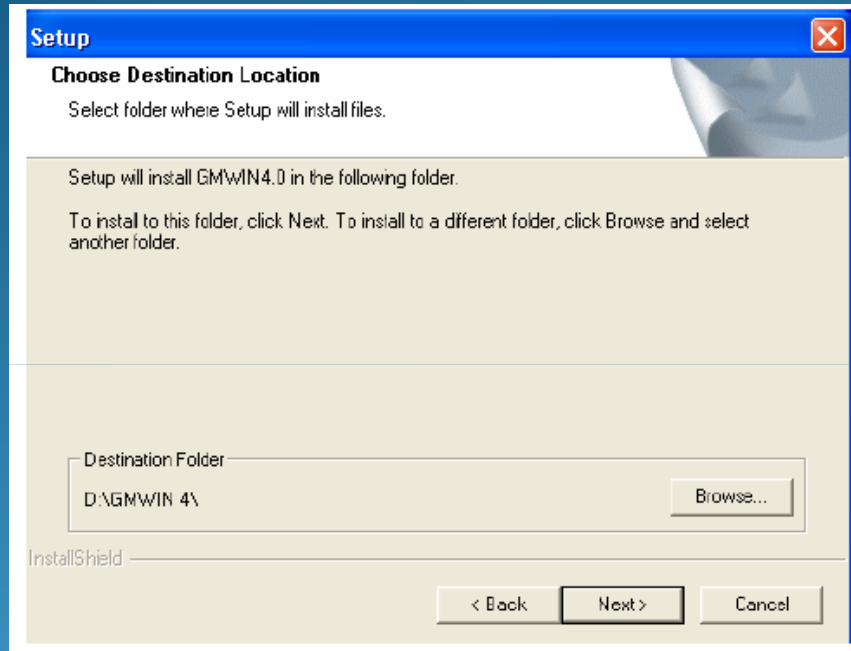 Setup
Choose Destination Location
Select folder where Setup will install files.
Setup will install GMWIN4.0 in the following folder.
To install to this folder, click Next. To install to a different folder, click Browse and select
another folder.
Destination Folder
D:\GMWIN 4\
Browse...
InstallShield
< Back
Next >
Cancel